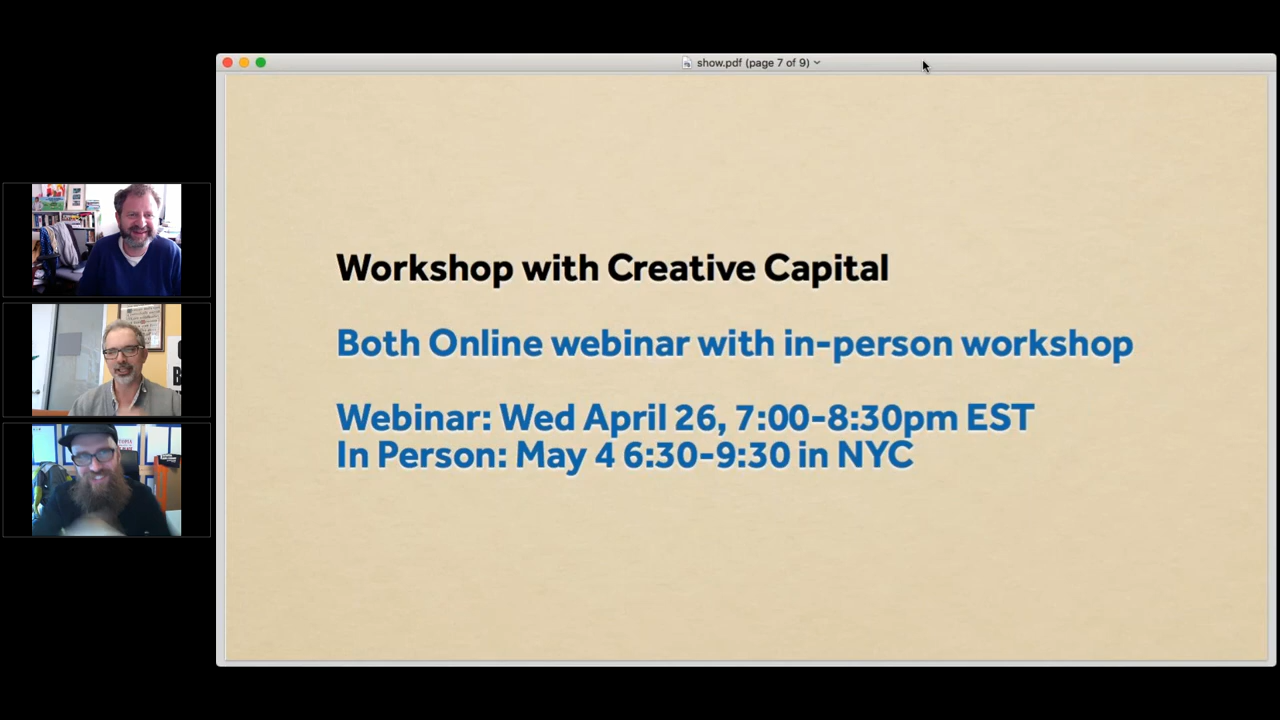 show.pdf (page 7 of 9)
Workshop with Creative Capital
Both Online webinar with in-person workshop
Webinar: Wed April 26, 7:00-8:30pm EST
In Person: May 4 6:30-9:30 in NYC